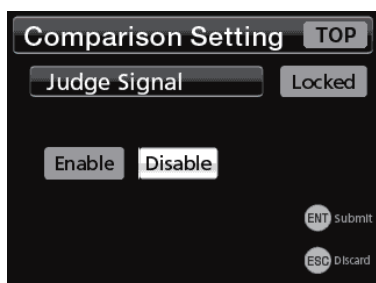 Comparison Setting TOP
Judge Signal Locked
Enable Disable
ENT Submit
ESC Discard